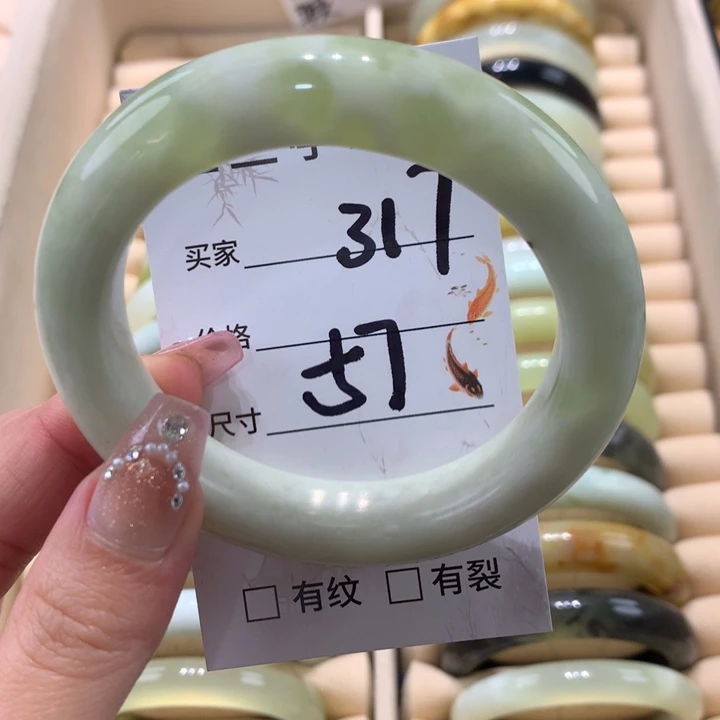 买家 317
价格
尺寸 57
有纹 有裂